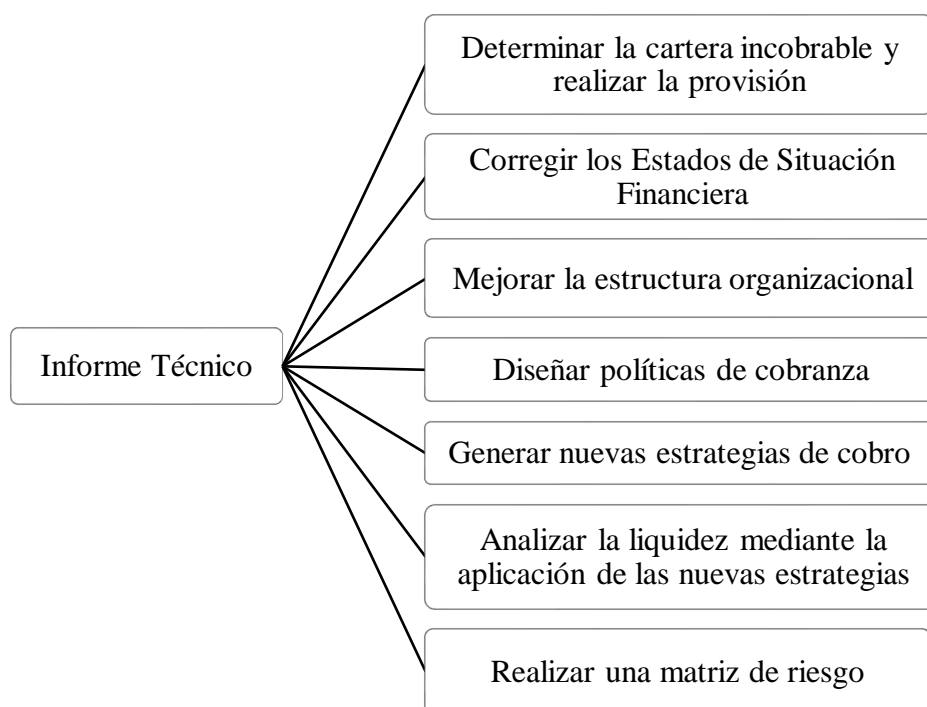 Determinar la cartera incobrable y
realizar la provisión
Corregir los Estados de Situación
Financiera
Mejorar la estructura organizacional
Informe Técnico
Diseñar políticas de cobranza
Generar nuevas estrategias de cobro
Analizar la liquidez mediante la
aplicación de las nuevas estrategias
Realizar una matriz de riesgo